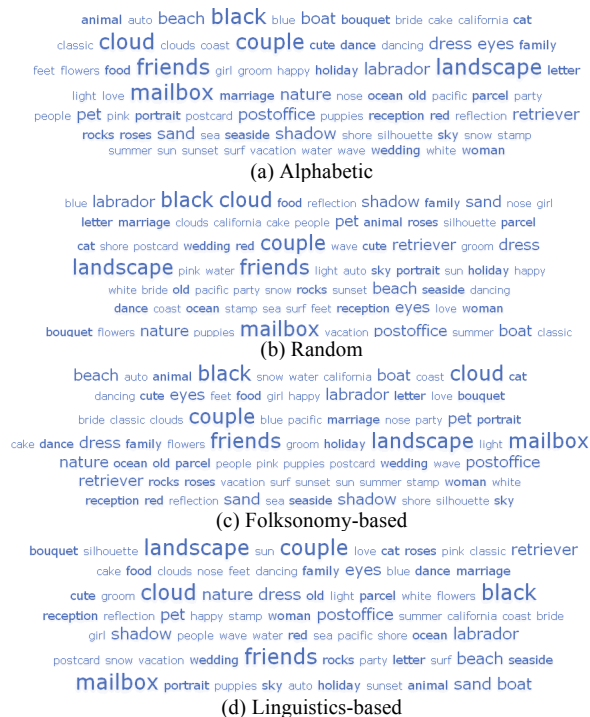 animal auto beach black blue boat bouquet bride cake california cat
classic cloud clouds coast couple cute dance dancing dress eyes family
feet flowers food friends girl groom happy holiday labrador landscape letter
light love mailbox marriage nature nose ocean old pacific parcel party
people pet pink portrait postcard postoffice puppies reception red reflection retriever
rocks roses sand sea seaside shadow shore silhouette sky snow stamp
summer sun sunset surf vacation water wave wedding white woman
(a) Alphabetic
blue labrador black cloud food reflection shadow family sand nose girl
letter marriage clouds california cake people pet animal roses silhouette parcel
cat shore postcard wedding red couple wave cute retriever groom dress
landscape pink water friends light auto sky portrait sun holiday happy
white bride old pacific party snow rocks sunset beach seaside dancing
dance coast ocean stamp sea surf feet reception eyes love woman
bouquet flowers nature puppies mailbox vacation postoffice summer boat classic
(b) Random
beach auto animal black snow water california boat coast cloud cat
dancing cute eyes feet food girl happy labrador letter love bouquet
bride classic clouds couple blue pacific marriage nose party pet portrait
cake dance dress family flowers friends groom holiday landscape light mailbox
nature ocean old parcel people pink puppies postcard wedding wave postoffice
retriever rocks roses vacation surf sunset sun summer stamp woman white
reception red reflection sand sea seaside shadow shore silhouette sky
(c) Folksonomy-based
bouquet silhouette landscape sun couple love cat roses pink classic retriever
cake food clouds nose feet dancing family eyes blue dance marriage
cute groom cloud nature dress old light parcel white flowers black
reception reflection pet happy stamp woman postoffice summer california coast bride
girl shadow people wave water red sea pacific shore ocean labrador
postcard snow vacation wedding friends rocks party letter surf beach seaside
mailbox portrait puppies sky auto holiday sunset animal sand boat
(d) Linguistics-based